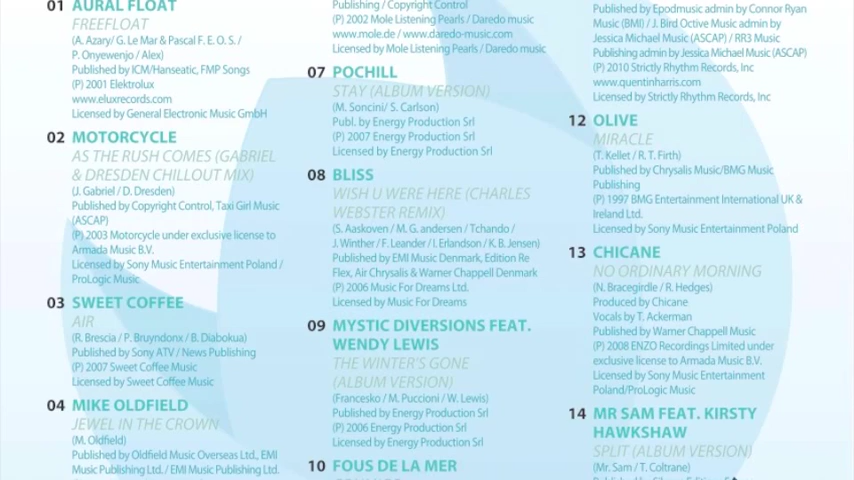 01 AURAL FLOAT
FREEFLOAT
(A. Azary/ G. Le Mar & Pascal F. E. O. S. /
P. Onyewenjo / Alex)
Published by ICM/Hanseatic, FMP Songs
(P) 2001 Elektrolux
www.eluxrecords.com
Licensed by General Electronic Music GmbH
02 MOTORCYCLE
AS THE RUSH COMES (GABRIEL
& DRESDEN CHILLOUT MIX)
(J. Gabriel / D. Dresden)
Published by Copyright Control, Taxi Girl Music
(ASCAP)
(P) 2003 Motorcycle under exclusive license to
Armada Music B.V.
Licensed by Sony Music Entertainment Poland /
ProLogic Music
03 SWEET COFFEE
AIR
(R. Brescia / P. Bruyndonx / B. Diabokua)
Published by Sony ATV / News Publishing
(P) 2007 Sweet Coffee Music
Licensed by Sweet Coffee Music
04 MIKE OLDFIELD
JEWEL IN THE CROWN
(M. Oldfield)
Published by Oldfield Music Overseas Ltd., EMI
Music Publishing Ltd. / EMI Music Publishing Ltd.
Publishing / Copyright Control
(P) 2002 Mole Listening Pearls / Daredo music
www.mole.de / www.daredo-music.com
Licensed by Mole Listening Pearls / Daredo music
07 POCHILL
STAY (ALBUM VERSION)
(M. Soncini/ S. Carlson)
Publ. by Energy Production Srl
(P) 2007 Energy Production Srl
Licensed by Energy Production Srl
08 BLISS
WISH U WERE HERE (CHARLES
WEBSTER REMIX)
(S. Aaskoven / M. G. andersen / Tchando /
J. Winther / F. Leander / I. Erlandson / K. B. Jensen)
Published by EMI Music Denmark, Edition Re
Flex, Air Chrysalis & Warner Chappell Denmark
(P) 2006 Music For Dreams Ltd.
Licensed by Music For Dreams
09 MYSTIC DIVERSIONS FEAT.
WENDY LEWIS
THE WINTER'S GONE
(ALBUM VERSION)
(Francesko / M. Puccioni / W. Lewis)
Published by Energy Production Srl
(P) 2006 Energy Production Srl
Licensed by Energy Production Srl
10 FOUS DE LA MER
Published by Epodmusic admin by Connor Ryan
Music (BMI) / J. Bird Octive Music admin by
Jessica Michael Music (ASCAP) / RR3 Music
Publishing admin by Jessica Michael Music (ASCAP)
(P) 2010 Strictly Rhythm Records, Inc
www.quentinharris.com
Licensed by Strictly Rhythm Records, Inc
12 OLIVE
MIRACLE
(T. Kellet / R. T. Firth)
Published by Chrysalis Music/BMG Music
Publishing
(P) 1997 BMG Entertainment International UK &
Ireland Ltd.
Licensed by Sony Music Entertainment Poland
13 CHICANE
NO ORDINARY MORNING
(N. Bracegirdle / R. Hedges)
Produced by Chicane
Vocals by T. Ackerman
Published by Warner Chappell Music
(P) 2008 ENZO Recordings Limited under
exclusive license to Armada Music B.V.
Licensed by Sony Music Entertainment
Poland/ProLogic Music
14 MR SAM FEAT. KIRSTY
HAWKSHAW
SPLIT (ALBUM VERSION)
(Mr. Sam / T. Coltrane)